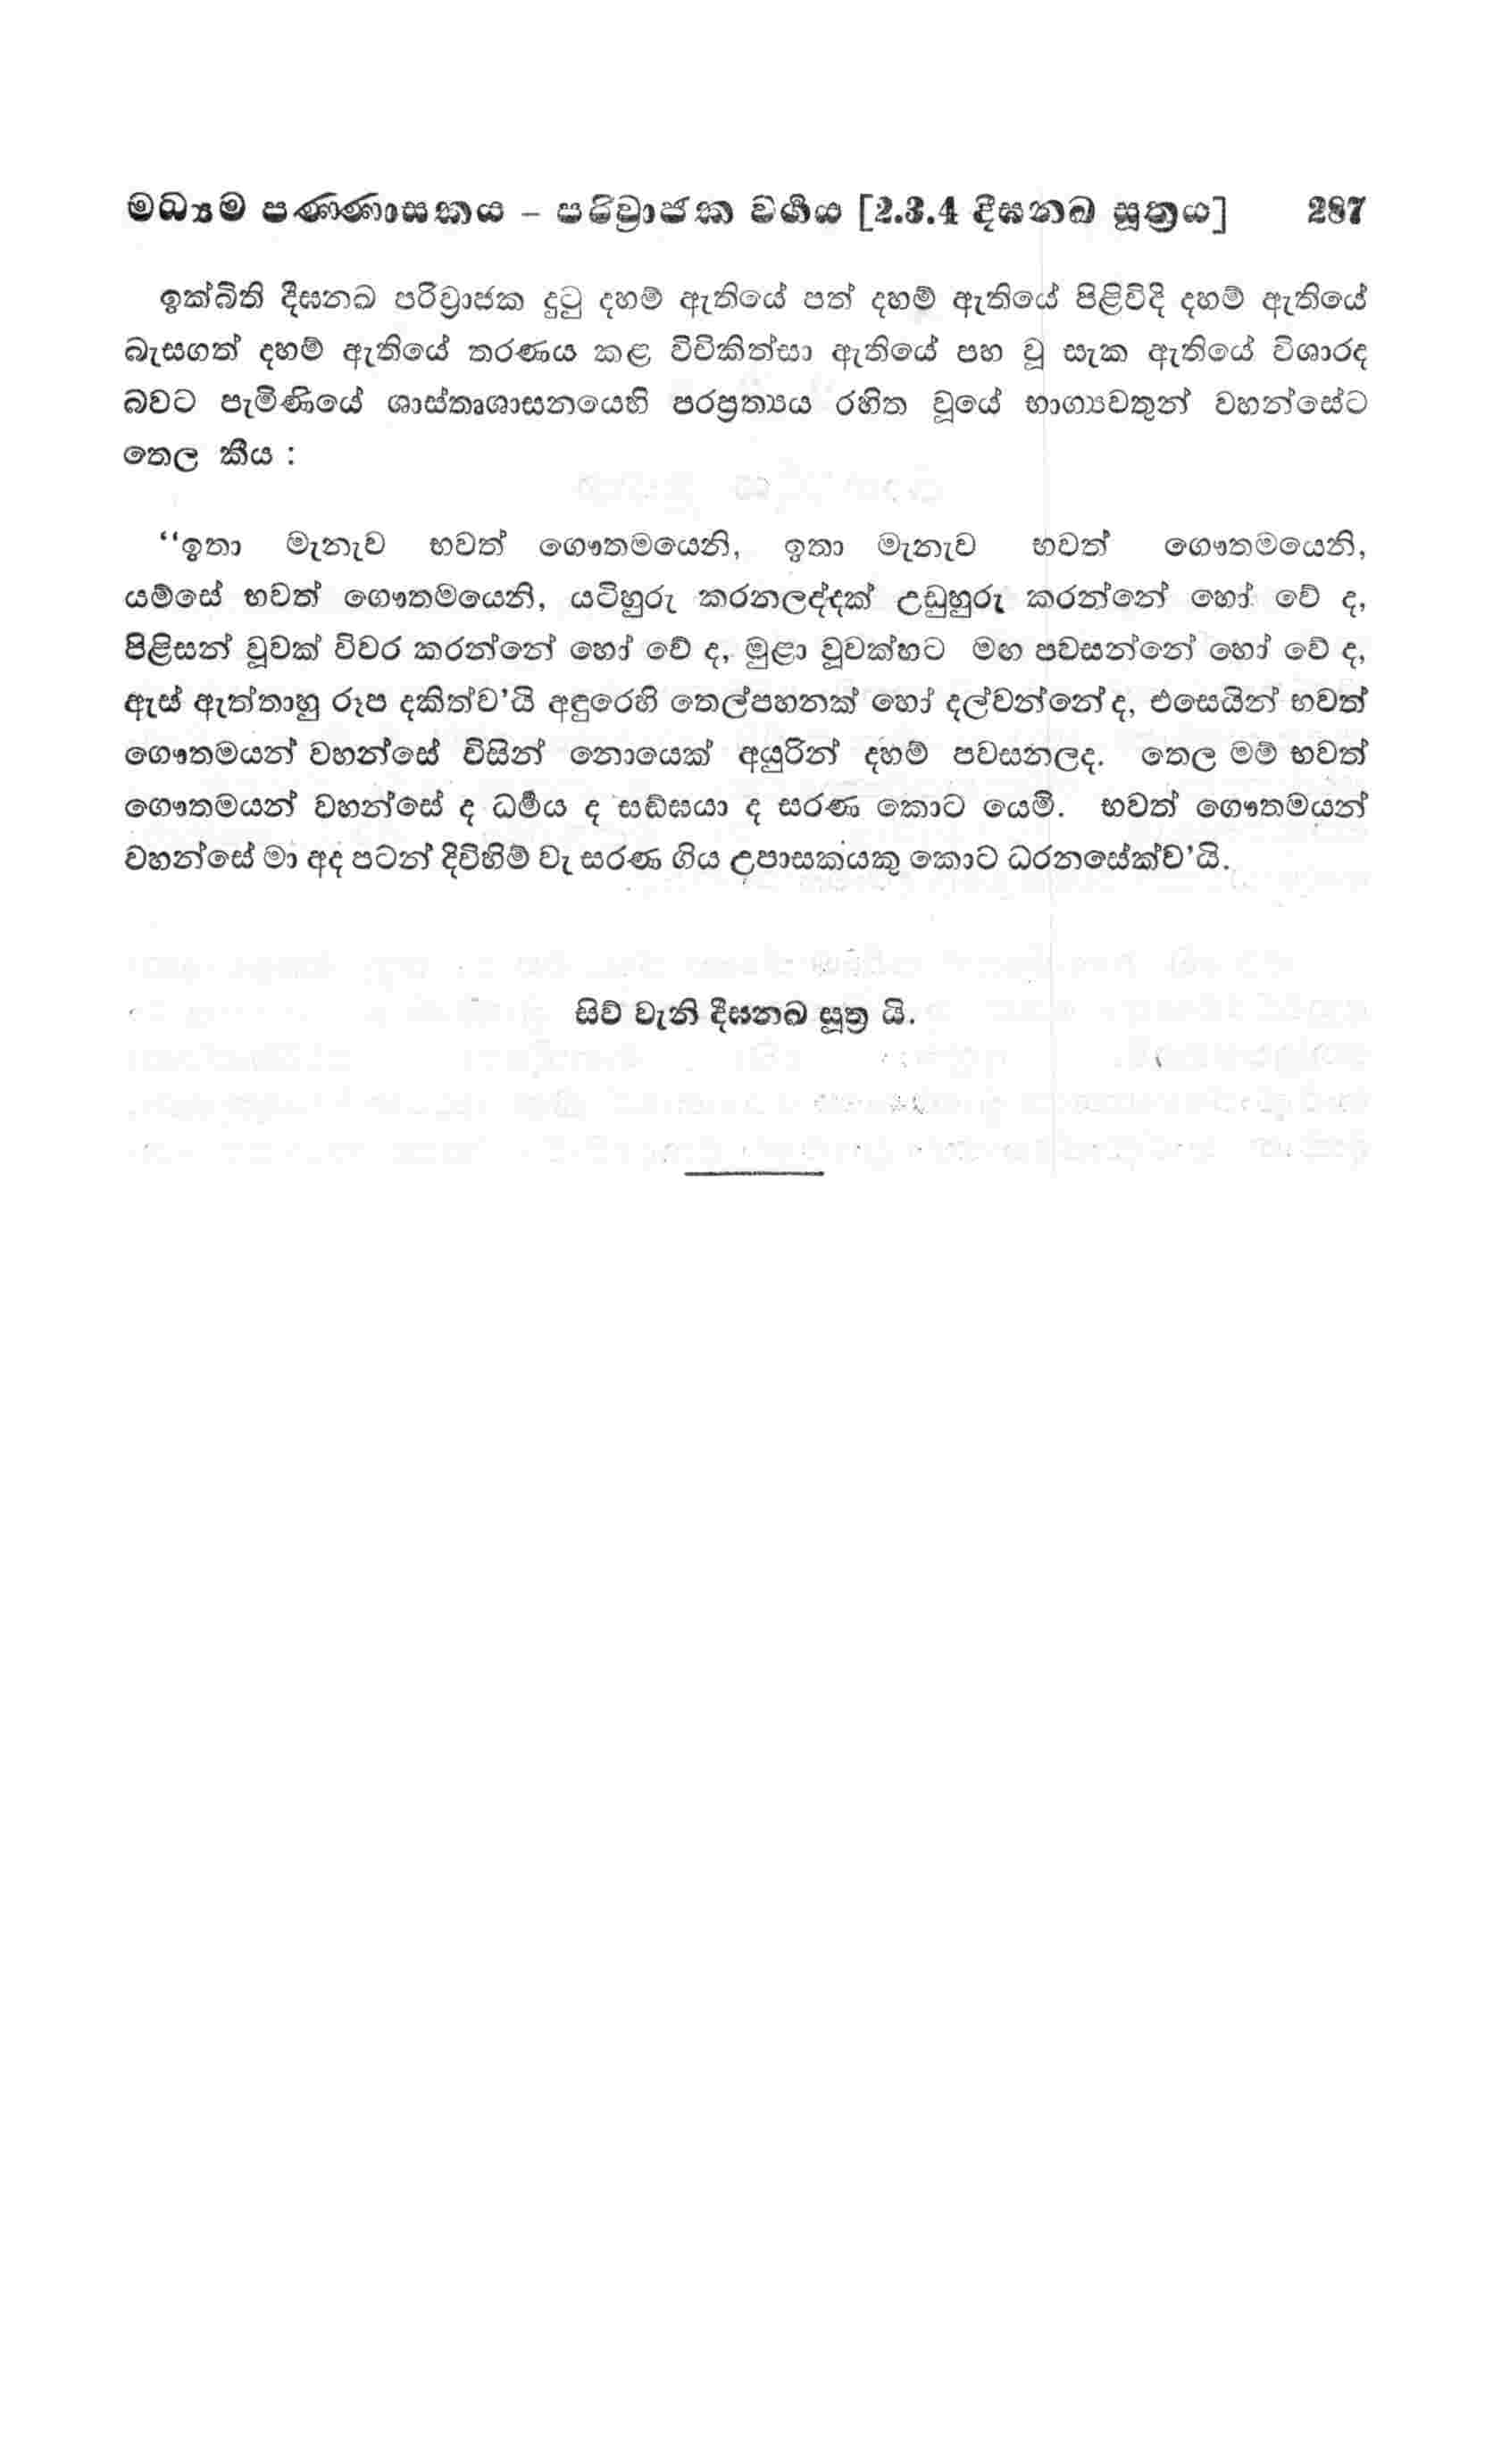 මධ්‍යම පණ්ණාසකය – පරිව්‍රාජක වර්‍ගය [2.3.4 දීඝනඛ සූත්‍රය] 287
ඉක්බිති දීඝනඛ පරිව්‍රාජක දුටු දහම් ඇතියේ පත් දහම් ඇතියේ පිළිවිදි දහම් ඇතියේ
බැසගත් දහම් ඇතියේ තරණය කළ විචිකිත්සා ඇතියේ පහ වූ සැක ඇතියේ විශාරද
බවට පැමිණියේ ශාස්තෘශාසනයෙහි පරප්‍රත්‍යය රහිත වූයේ භාග්‍යවතුන් වහන්සේට
තෙල කීය :
“ඉතා මැනැව භවත් ගෞතමයෙනි, ඉතා මැනැව භවත් ගෞතමයෙනි,
යම්සේ භවත් ගෞතමයෙනි, යටිහුරු කරනලද්දක් උඩුහුරු කරන්නේ හෝ වේ ද,
පිළිසන් වූවක් විවර කරන්නේ හෝ වේ ද, මුළා වූවක්හට මඟ පවසන්නේ හෝ වේ ද,
ඇස් ඇත්තාහු රූප දකිත්ව’යි අඳුරෙහි තෙල්පහනක් හෝ දල්වන්නේ ද, එසෙයින් භවත්
ගෞතමයන් වහන්සේ විසින් නොයෙක් අයුරින් දහම් පවසනලද. තෙල මම් භවත්
ගෞතමයන් වහන්සේ ද ධර්‍මය ද සඞ්ඝයා ද සරණ කොට යෙමි. භවත් ගෞතමයන්
වහන්සේ මා අද පටන් දිවිහිම් වැ සරණ ගිය උපාසකයකු කොට ධරනසේක්ව’යි.
සිව් වැනි දීඝනඛ සූත්‍ර යි.